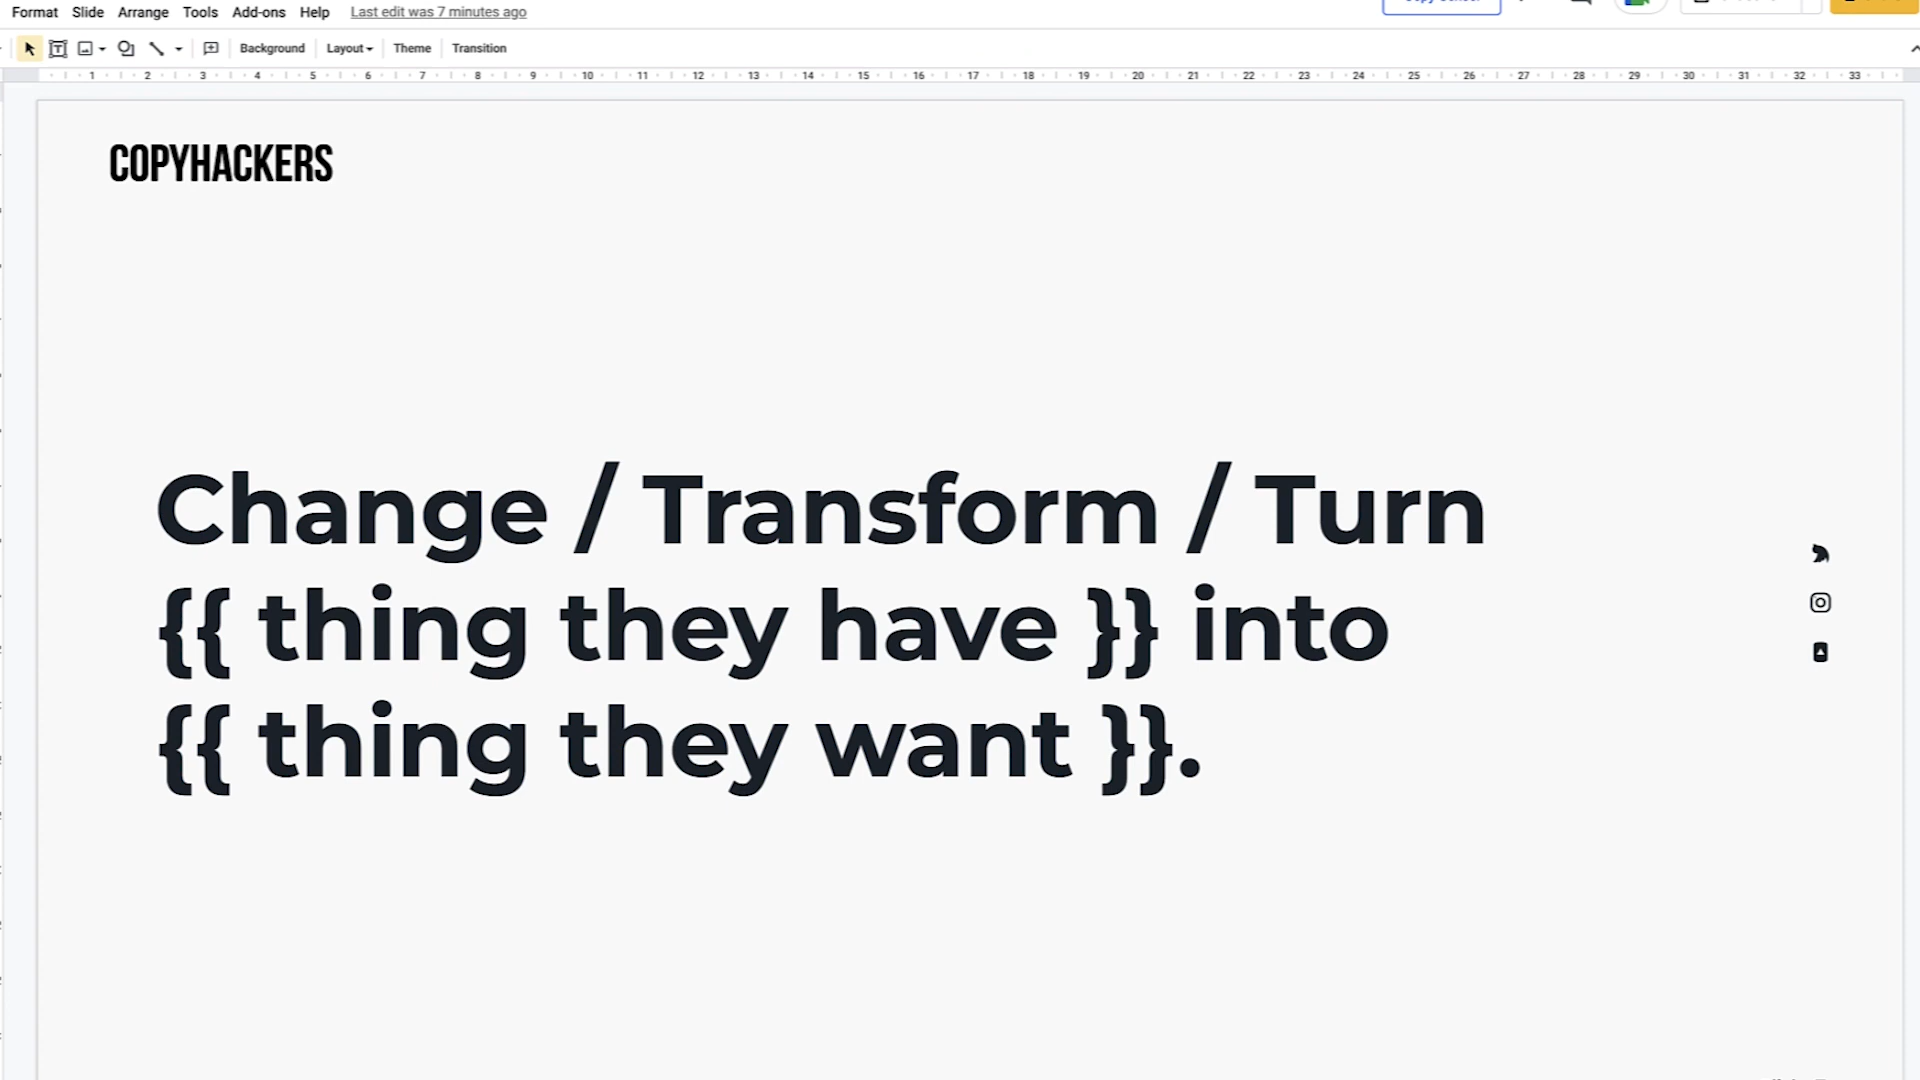 Format Slide Arrange Tools Add-ons Help Last edit was 7 minutes ago
Background Layout Theme Transition
1 2 3 4 5 6 7 8 9 10 11 12 13 14 15 16 17 18 19 20 21 22 23 24 25 26 27 28 29 30 31 32 33
COPYHACKERS
Change / Transform / Turn
{{ thing they have }} into
{{ thing they want }}.